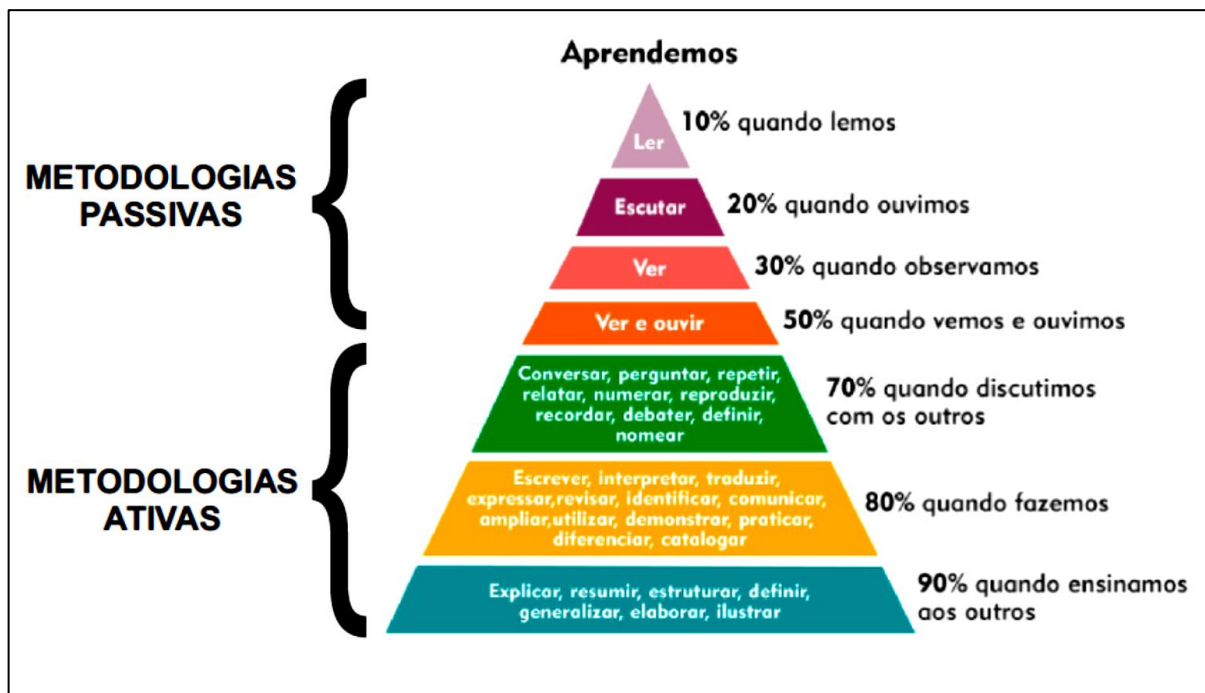 Aprendemos
METODOLOGIAS
PASSIVAS
Ler
10% quando lemos
Escutar
20% quando ouvimos
Ver
30% quando observamos
Ver e ouvir
50% quando vemos e ouvimos
METODOLOGIAS
ATIVAS
Conversar, perguntar, repetir,
relatar, numerar, reproduzir,
recordar, debater, definir,
nomear
70% quando discutimos
com os outros
Escrever, interpretar, traduzir,
expressar,revisar, identificar, comunicar,
ampliar,utilizar, demonstrar, praticar,
diferenciar, catalogar
80% quando fazemos
Explicar, resumir, estruturar, definir,
generalizar, elaborar, ilustrar
90% quando ensinamos
aos outros